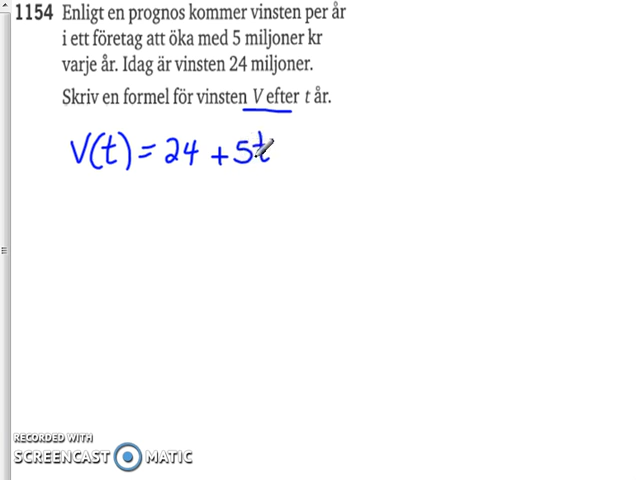 1154 Enligt en prognos kommer vinsten per år
i ett företag att öka med 5 miljoner kr
varje år. Idag är vinsten 24 miljoner.
Skriv en formel för vinsten V efter t år.
V(t) = 24 + 5t
RECORDED WITH
SCREENCAST MATIC